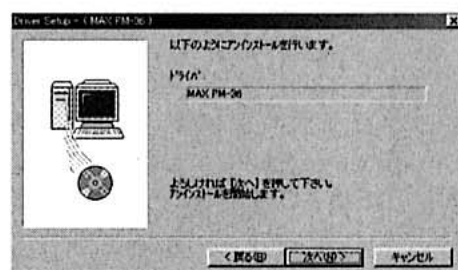 Driver Setup - ( MAX PM-36 )
以下のようにアンインストールを行います。
ドライバ
MAX PM-36
よろしければ［次へ］を押して下さい。
アンインストールを開始します。
< 戻る(B)
次へ(N) >
キャンセル